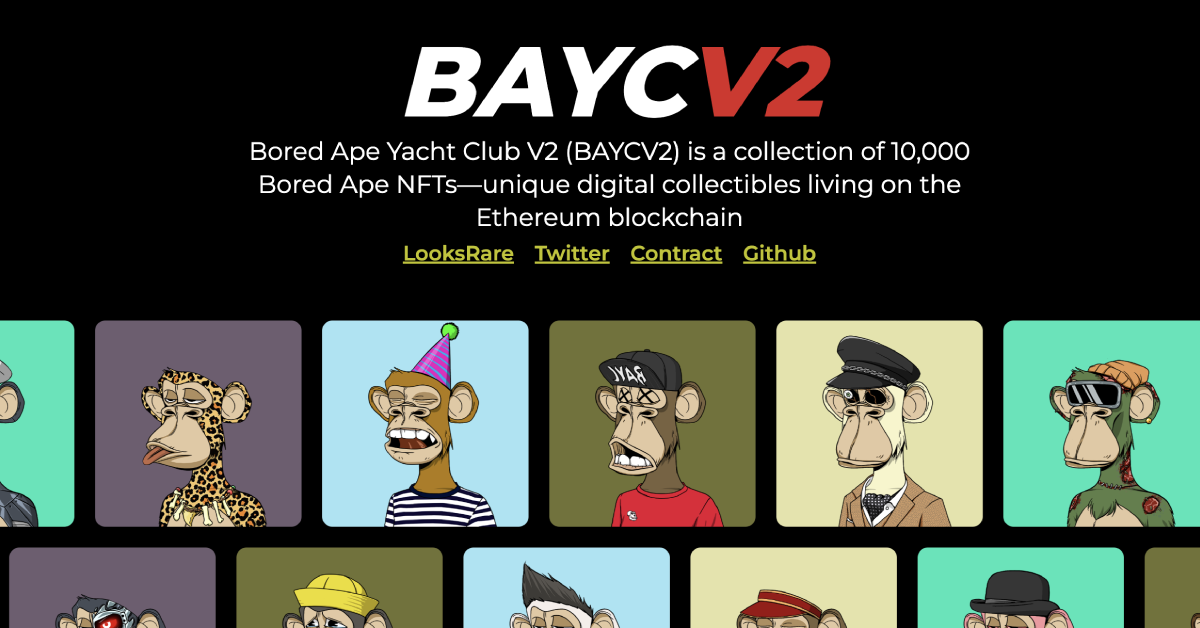 BAYCV2
Bored Ape Yacht Club V2 (BAYCV2) is a collection of 10,000
Bored Ape NFTs—unique digital collectibles living on the
Ethereum blockchain
LooksRare Twitter Contract Github
BAYC